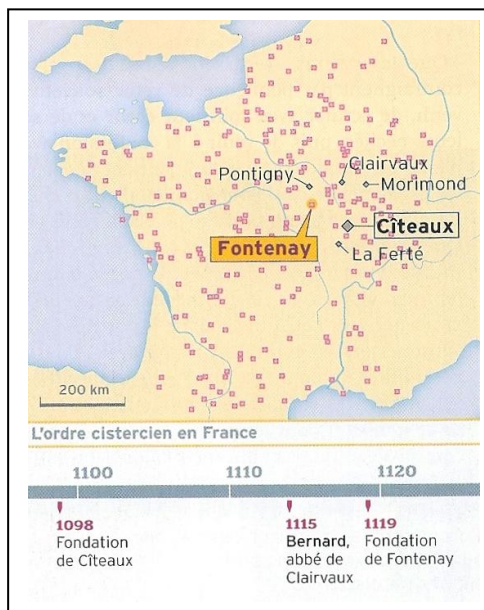 Pontigny
Clairvaux
Morimond
Cîteaux
Fontenay
La Ferté
200 km
L'ordre cistercien en France
1100
1110
1120
1098
Fondation
de Cîteaux
1115
Bernard,
abbé de
Clairvaux
1119
Fondation
de Fontenay